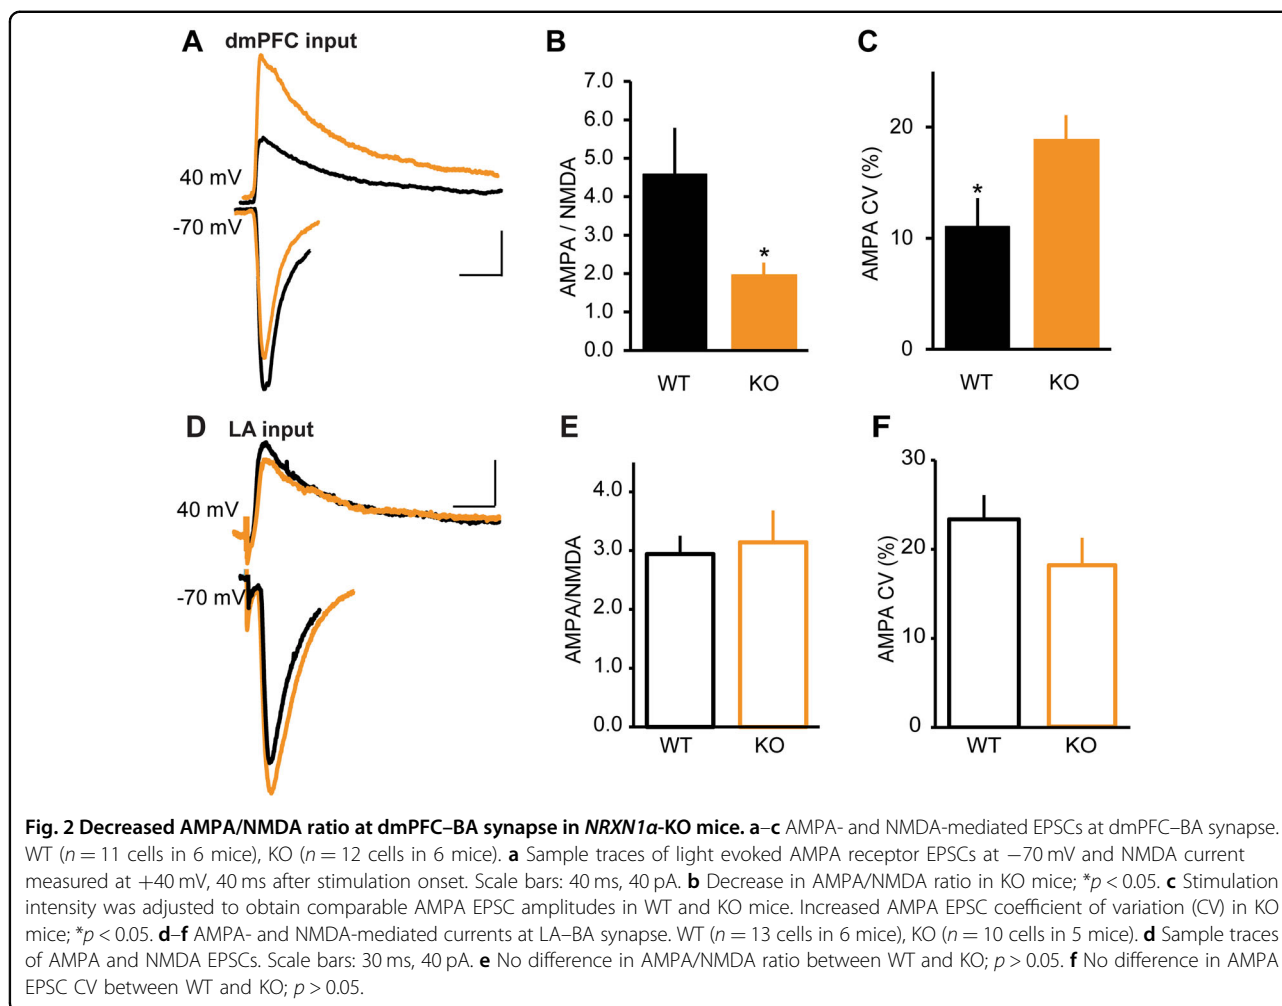 A dmPFC input
40 mV
-70 mV
B
7.0
6.0
5.0
4.0
3.0
2.0
1.0
0.0
AMPA / NMDA
*
WT KO
C
20
10
0
AMPA CV (%)
*
WT KO
D LA input
40 mV
-70 mV
E
4.0
3.0
2.0
1.0
0.0
AMPA/NMDA
WT KO
F
30
20
10
0
AMPA CV (%)
WT KO
Fig. 2 Decreased AMPA/NMDA ratio at dmPFC–BA synapse in NRXN1α-KO mice. a–c AMPA- and NMDA-mediated EPSCs at dmPFC–BA synapse.
WT (n = 11 cells in 6 mice), KO (n = 12 cells in 6 mice). a Sample traces of light evoked AMPA receptor EPSCs at −70 mV and NMDA current
measured at +40 mV, 40 ms after stimulation onset. Scale bars: 40 ms, 40 pA. b Decrease in AMPA/NMDA ratio in KO mice; *p < 0.05. c Stimulation
intensity was adjusted to obtain comparable AMPA EPSC amplitudes in WT and KO mice. Increased AMPA EPSC coefficient of variation (CV) in KO
mice; *p < 0.05. d–f AMPA- and NMDA-mediated currents at LA–BA synapse. WT (n = 13 cells in 6 mice), KO (n = 10 cells in 5 mice). d Sample traces
of AMPA and NMDA EPSCs. Scale bars: 30 ms, 40 pA. e No difference in AMPA/NMDA ratio between WT and KO; p > 0.05. f No difference in AMPA
EPSC CV between WT and KO; p > 0.05.